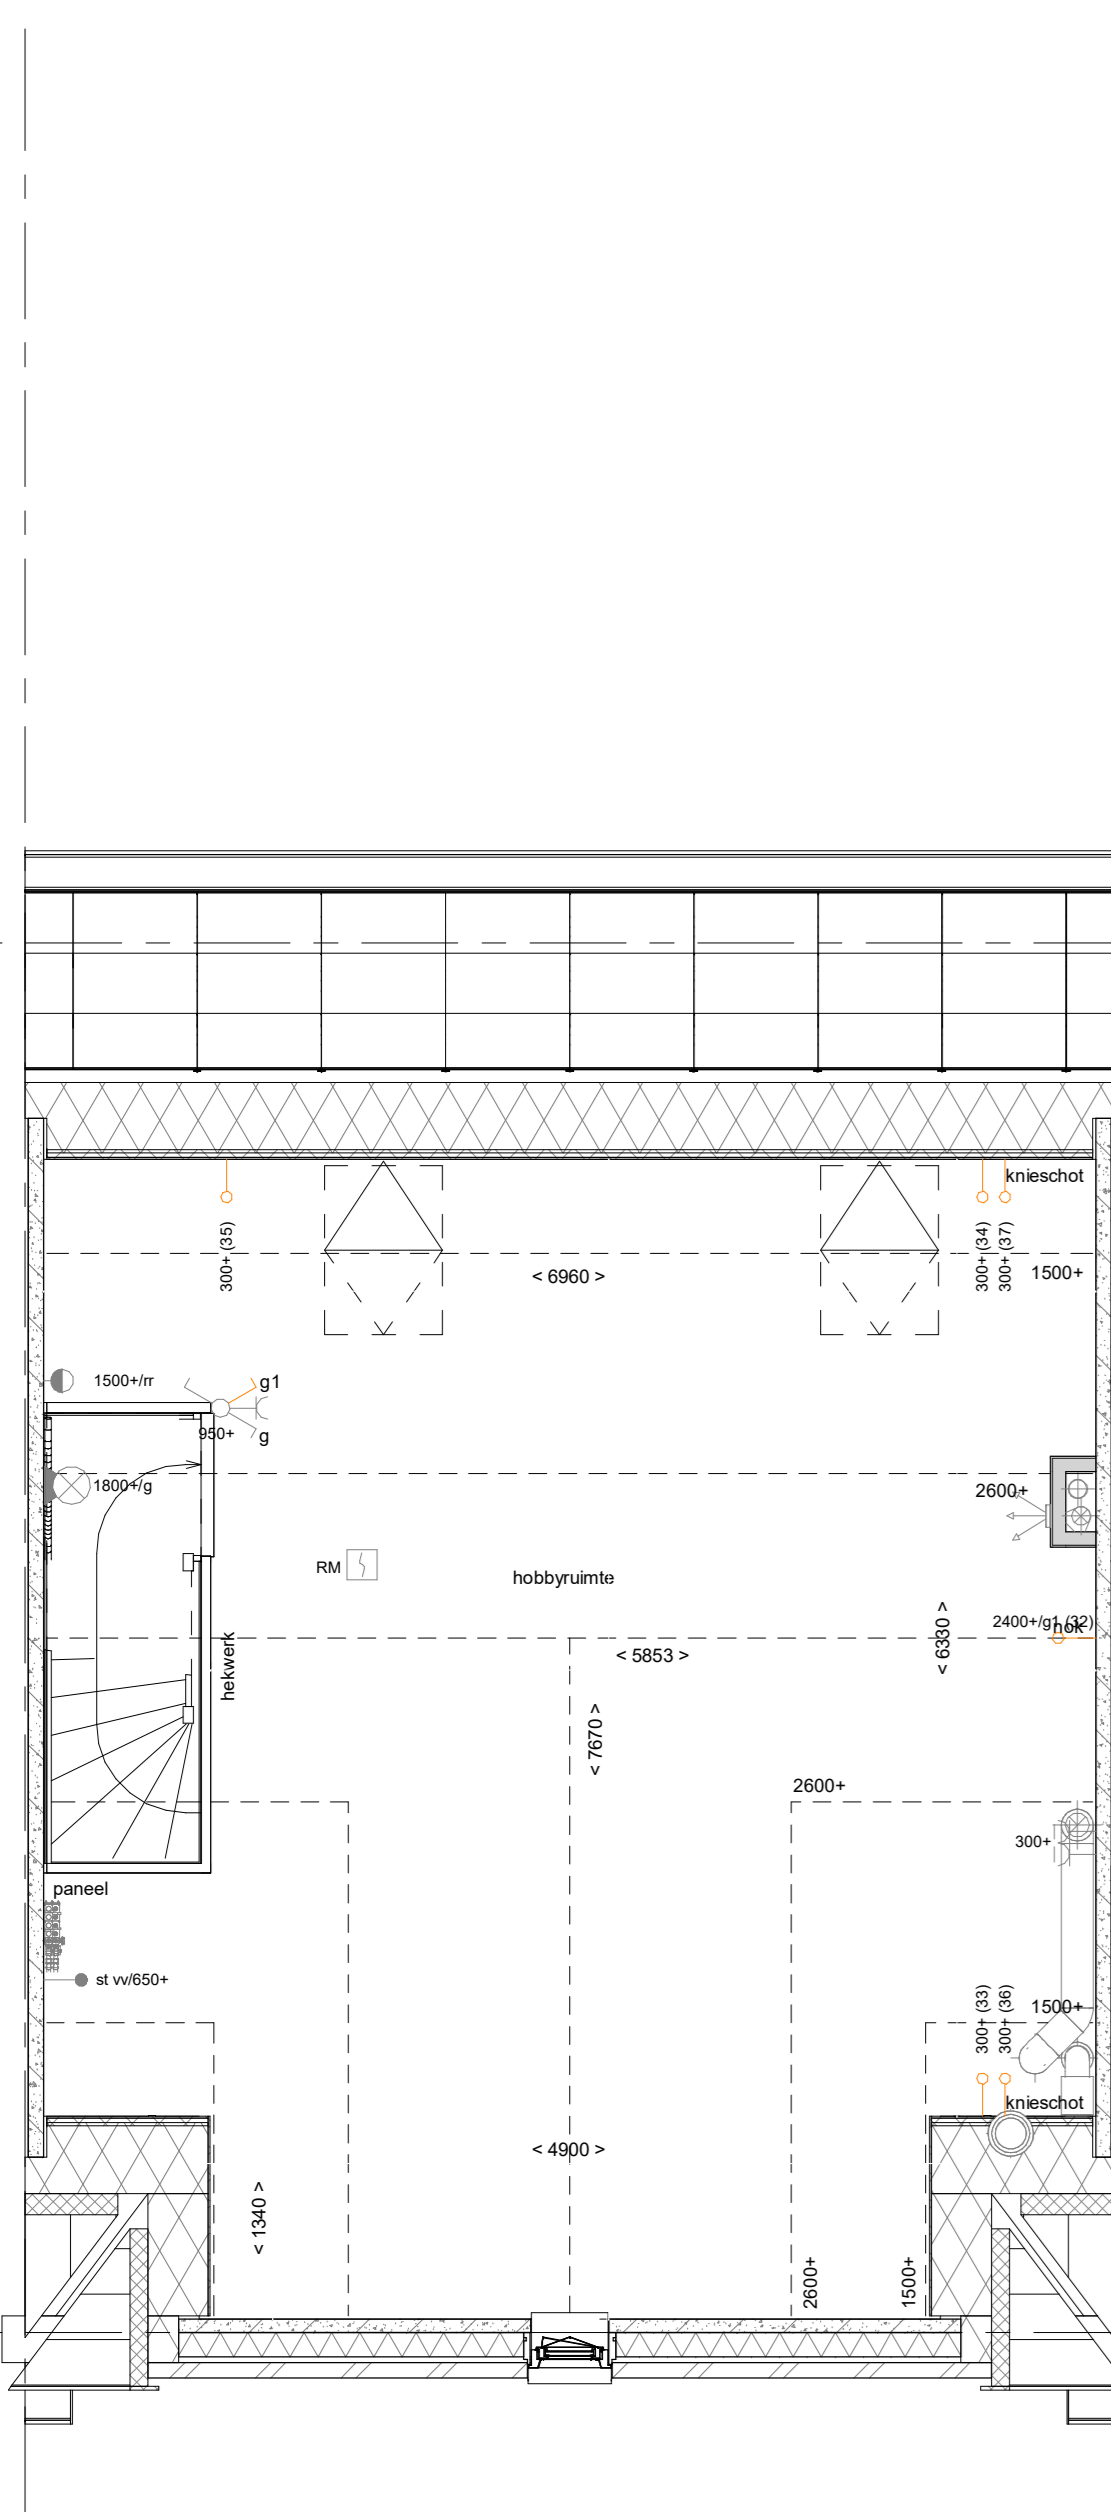 knieschot
300+ (35)
300+ (34)
300+ (37)
< 6960 >
1500+
1500+/rr
g1
950+
g
1800+/g
2600+
RM
hobbyruimte
2400+/g1 (32)
nok
< 6330 >
< 5853 >
hekwerk
< 7670 >
2600+
300+
paneel
st vv/650+
300+ (33)
300+ (36)
1500+
knieschot
< 4900 >
< 1340 >
2600+
1500+